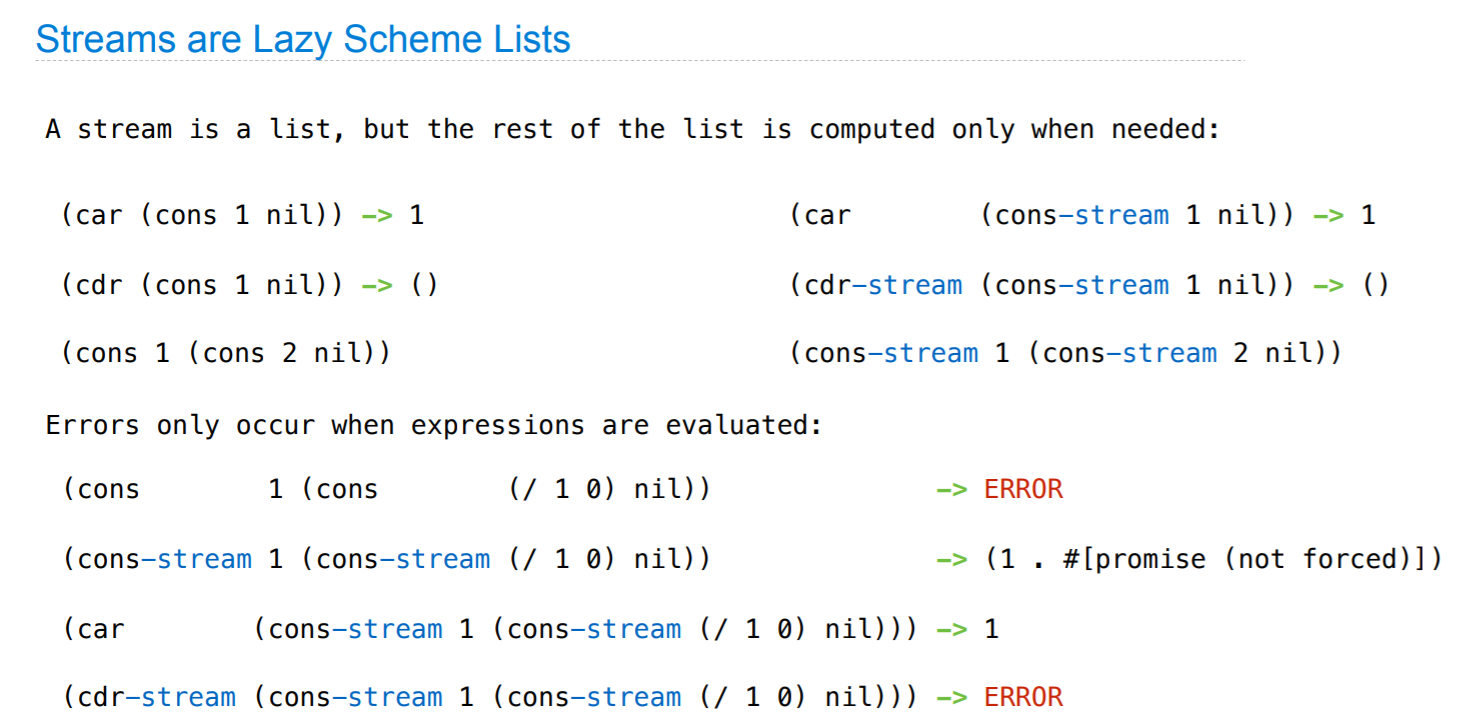 Streams are Lazy Scheme Lists
A stream is a list, but the rest of the list is computed only when needed:
(car (cons 1 nil)) -> 1 (car (cons-stream 1 nil)) -> 1
(cdr (cons 1 nil)) -> () (cdr-stream (cons-stream 1 nil)) -> ()
(cons 1 (cons 2 nil)) (cons-stream 1 (cons-stream 2 nil))
Errors only occur when expressions are evaluated:
(cons 1 (cons (/ 1 0) nil)) -> ERROR
(cons-stream 1 (cons-stream (/ 1 0) nil)) -> (1 . #[promise (not forced)])
(car (cons-stream 1 (cons-stream (/ 1 0) nil))) -> 1
(cdr-stream (cons-stream 1 (cons-stream (/ 1 0) nil))) -> ERROR